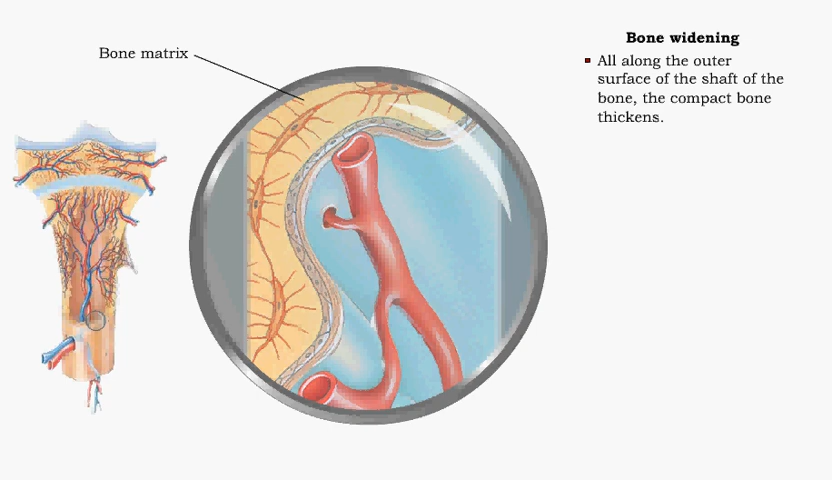 Bone widening
Bone matrix
All along the outer
surface of the shaft of the
bone, the compact bone
thickens.